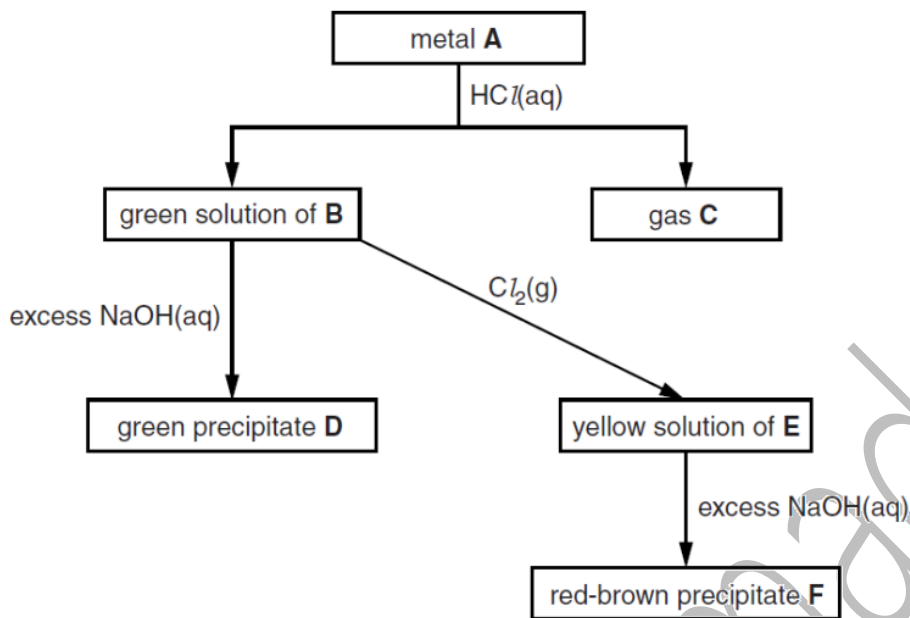 metal A
HCl(aq)
green solution of B
gas C
excess NaOH(aq)
Cl₂(g)
green precipitate D
yellow solution of E
excess NaOH(aq)
red-brown precipitate F